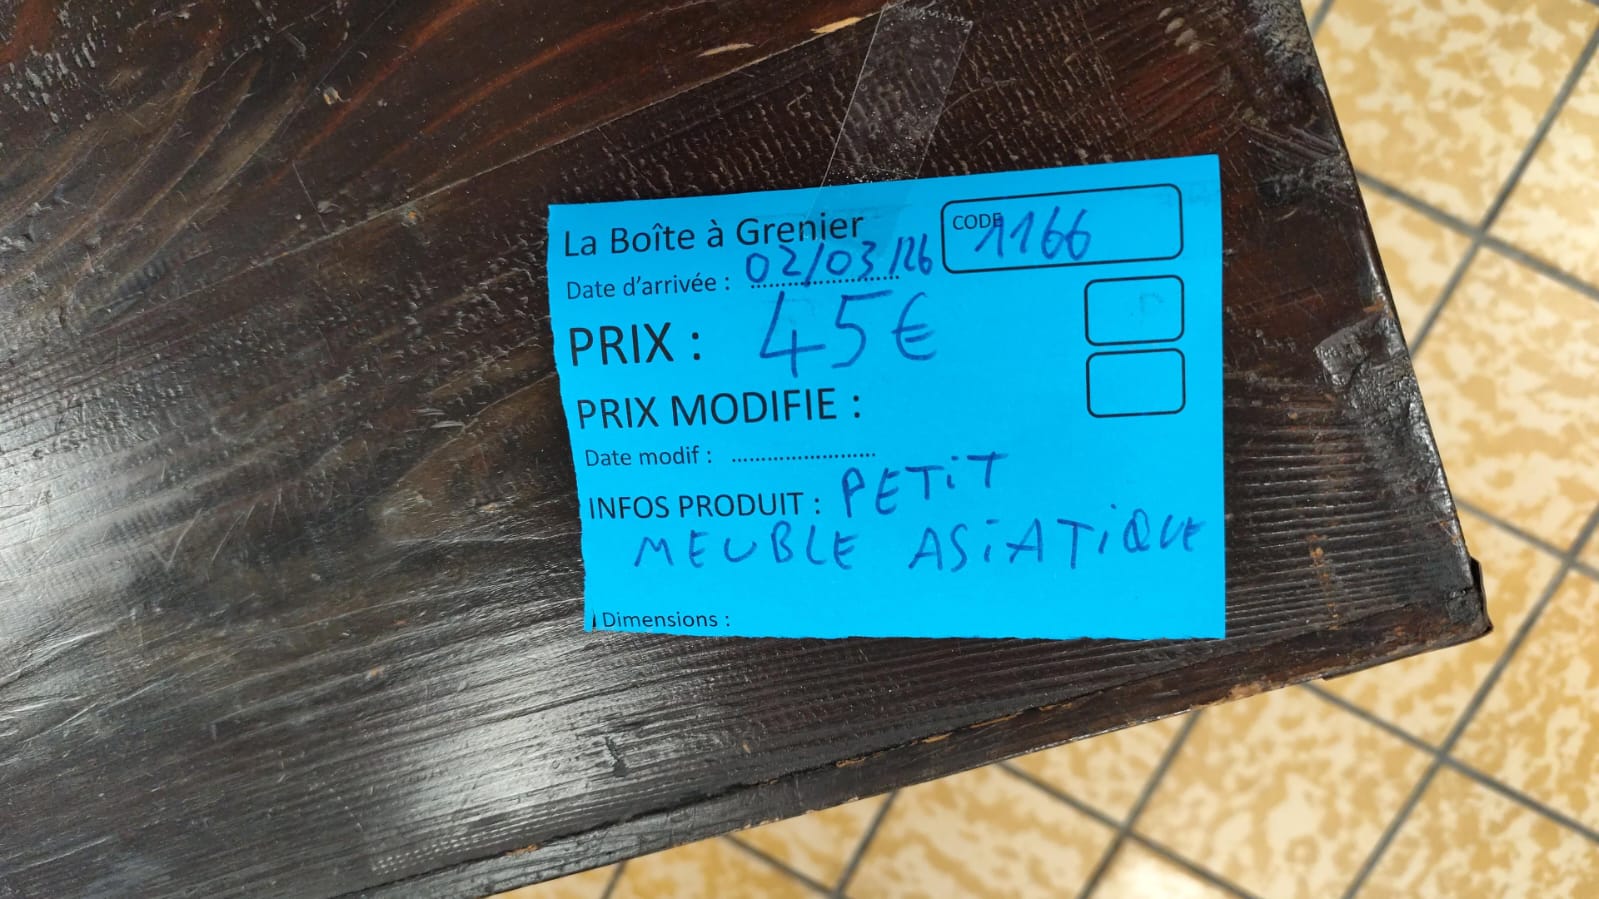 La Boîte à Grenier
CODE 1166
Date d'arrivée : 02/03/26
PRIX : 45€
PRIX MODIFIE :
Date modif : ........................
INFOS PRODUIT : PETiT
MEUBLE ASiATiQUE
Dimensions :